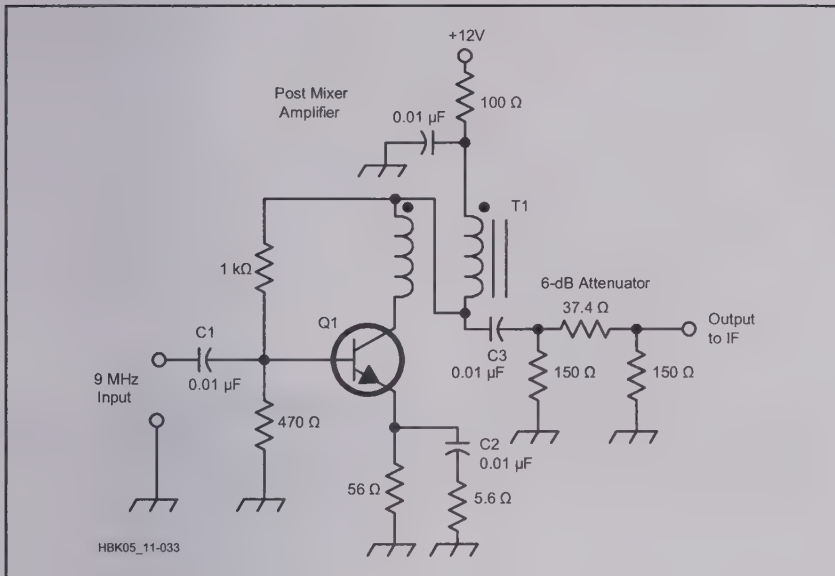 +12V
100 Ω
Post Mixer
Amplifier
0.01 µF
T1
1 kΩ
6-dB Attenuator
37.4 Ω
Q1
C1
0.01 µF
Output
to IF
C3
0.01 µF
9 MHz
Input
150 Ω
150 Ω
470 Ω
C2
0.01 µF
56 Ω
5.6 Ω
HBK05_11-033